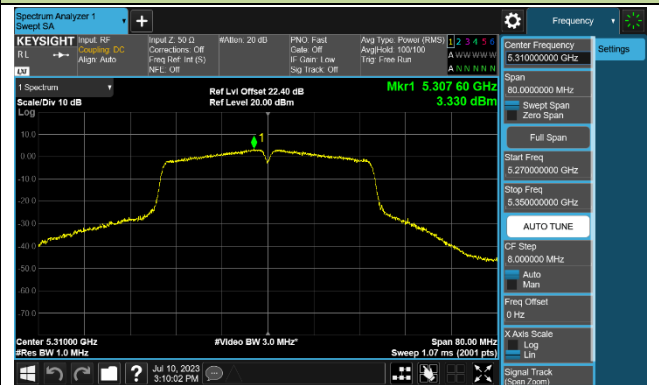 Spectrum Analyzer 1
Swept SA
Frequency
KEYSIGHT
RL
LXI
Input: RF
Coupling: DC
Align: Auto
Input Z: 50 Ω
Corrections: Off
Freq Ref: Int (S)
NFE: Off
#Atten: 20 dB
PNO: Fast
Gate: Off
IF Gain: Low
Sig Track: Off
Avg Type: Power (RMS)
Avg|Hold: 100/100
Trig: Free Run
1 2 3 4 5 6
A W W W W W
A N N N N N
1 Spectrum
Scale/Div 10 dB
Log
Ref Lvl Offset 22.40 dB
Ref Level 20.00 dBm
Mkr1 5.307 60 GHz
3.330 dBm
1
10.0
0.00
-10.0
-20.0
-30.0
-40.0
-50.0
-60.0
-70.0
Center 5.31000 GHz
#Res BW 1.0 MHz
#Video BW 3.0 MHz*
Span 80.00 MHz
Sweep 1.07 ms (2001 pts)
Jul 10, 2023
3:10:02 PM
Center Frequency
5.310000000 GHz
Settings
Span
80.0000000 MHz
Swept Span
Zero Span
Full Span
Start Freq
5.270000000 GHz
Stop Freq
5.350000000 GHz
AUTO TUNE
CF Step
8.000000 MHz
Auto
Man
Freq Offset
0 Hz
X Axis Scale
Log
Lin
Signal Track
(Span Zoom)